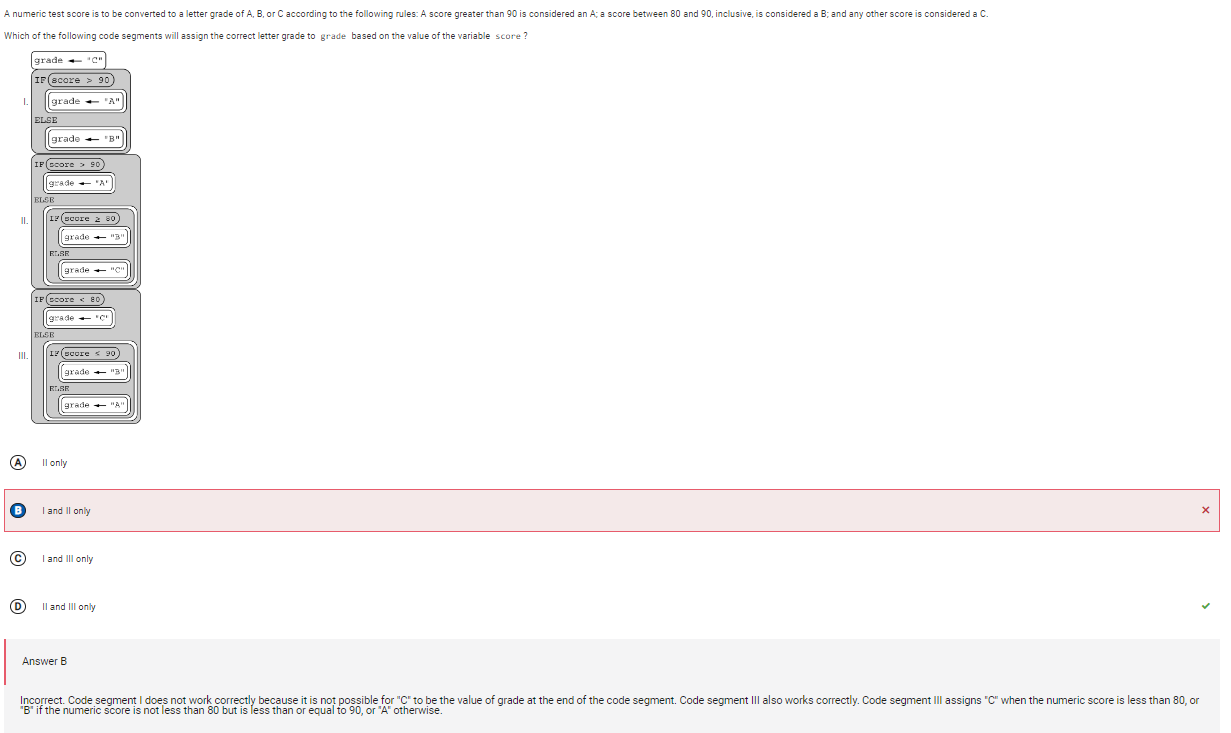 A numeric test score is to be converted to a letter grade of A, B, or C according to the following rules: A score greater than 90 is considered an A; a score between 80 and 90, inclusive, is considered a B; and any other score is considered a C.
Which of the following code segments will assign the correct letter grade to grade based on the value of the variable score ?
grade ← "C"
IF score > 90
I. grade ← "A"
ELSE
grade ← "B"
IF score > 90
grade ← "A"
ELSE
II. IF score ≥ 80
grade ← "B"
ELSE
grade ← "C"
IF score < 80
grade ← "C"
ELSE
III. IF score ≤ 90
grade ← "B"
ELSE
grade ← "A"
A II only
B I and II only
C I and III only
D II and III only
Answer B
Incorrect. Code segment I does not work correctly because it is not possible for "C" to be the value of grade at the end of the code segment. Code segment III also works correctly. Code segment III assigns "C" when the numeric score is less than 80, or
"B" if the numeric score is not less than 80 but is less than or equal to 90, or "A" otherwise.